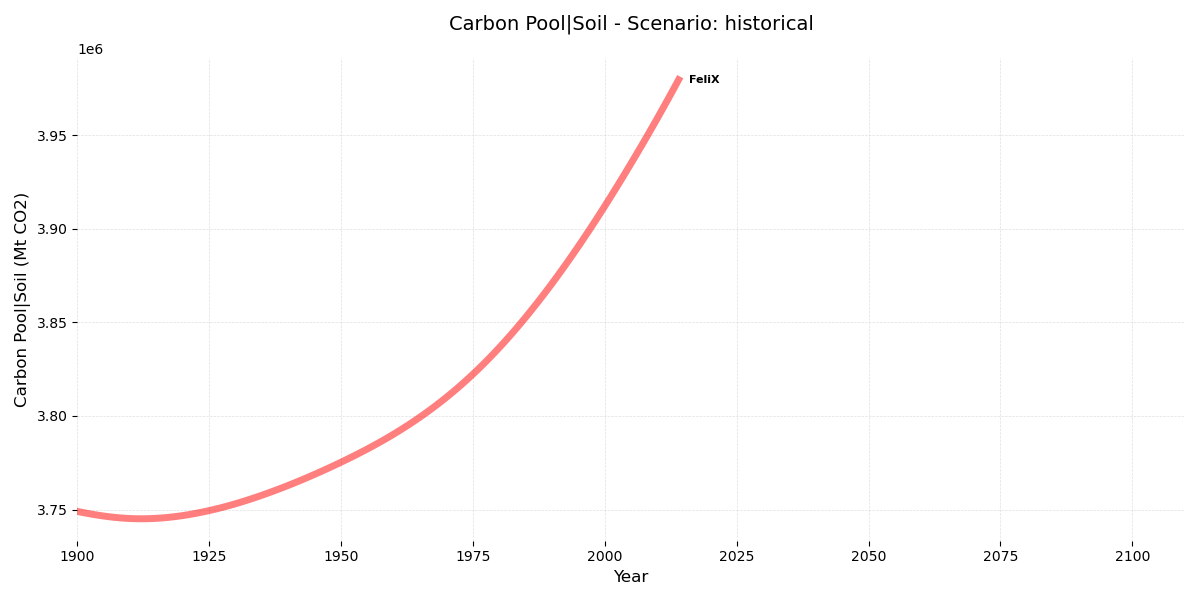 Carbon Pool|Soil - Scenario: historical
1e6
FeliX
3.95
3.90
3.85
3.80
3.75
Carbon Pool|Soil (Mt CO2)
1900 1925 1950 1975 2000 2025 2050 2075 2100
Year